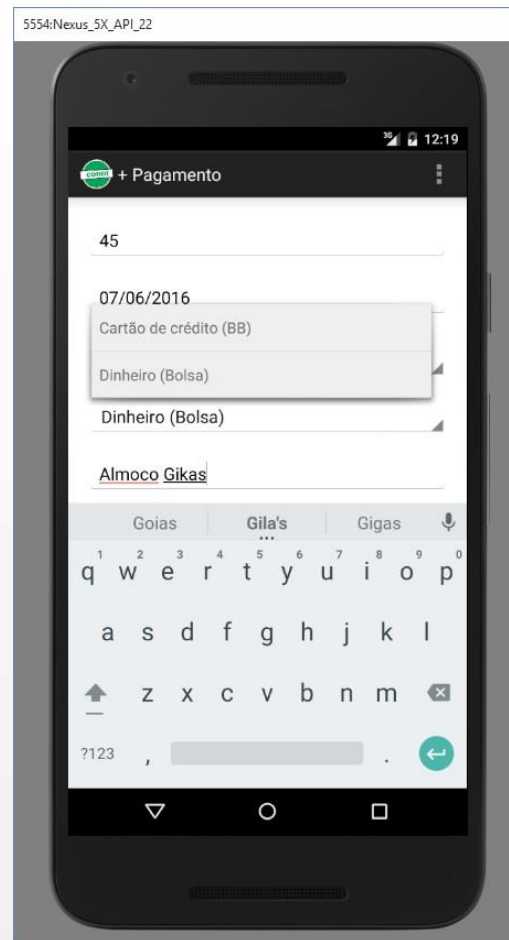 5554:Nexus_5X_API_22
3G 12:19
+ Pagamento
45
07/06/2016
Cartão de crédito (BB)
Dinheiro (Bolsa)
Dinheiro (Bolsa)
Almoco Gikas
Goias Gila's Gigas
1 2 3 4 5 6 7 8 9 0
q w e r t y u i o p
a s d f g h j k l
z x c v b n m
?123 , .